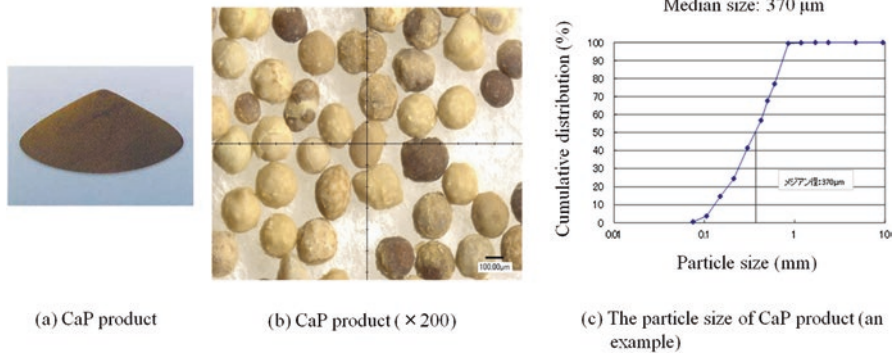 Median size: 370 μm
Cumulative distribution (%)
100
90
80
70
60
50
40
30
20
10
0
メジアン径:370μm
001
0.1
1
10
Particle size (mm)
100.00μm
(a) CaP product
(b) CaP product (×200)
(c) The particle size of CaP product (an
example)